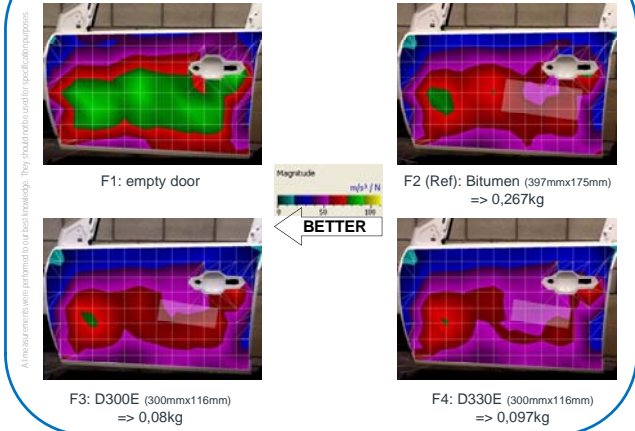 All measurements were performed to our best knowledge. They should not be used for specification purposes.
F1: empty door
F2 (Ref): Bitumen (397mmx175mm)
=> 0,267kg
Magnitude
m/s² / N
0 50 100
BETTER
F3: D300E (300mmx116mm)
=> 0,08kg
F4: D330E (300mmx116mm)
=> 0,097kg